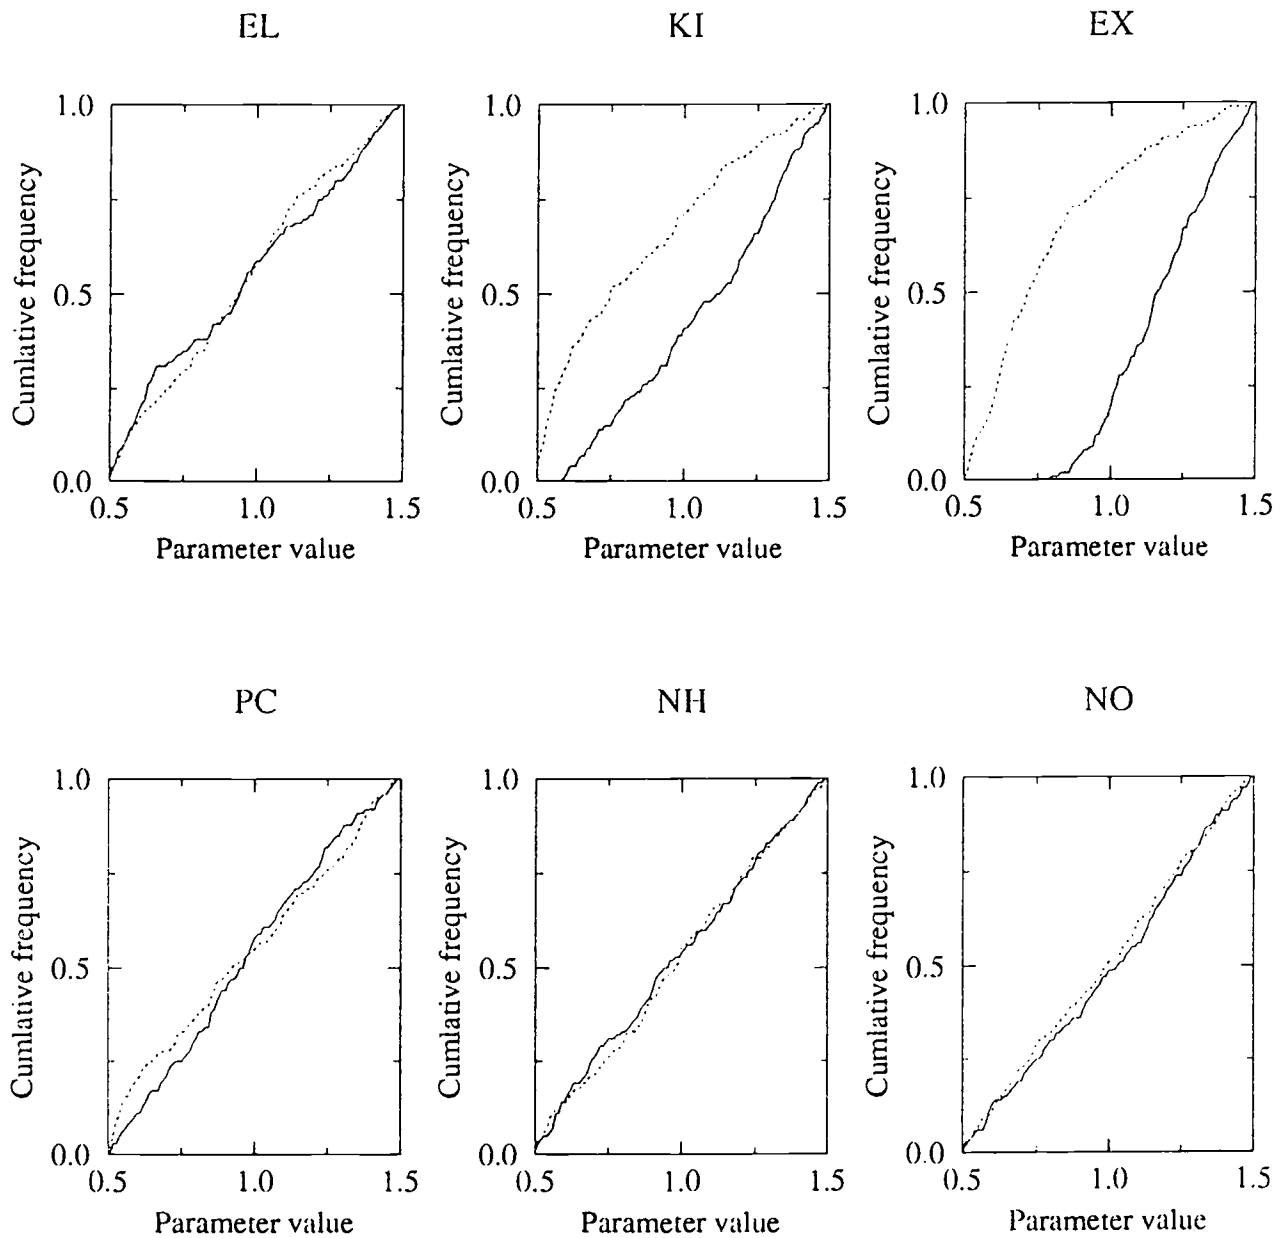 EL KI EX
1.0 1.0 1.0
Cumlative frequency Cumlative frequency Cumlative frequency
0.5 0.5 0.5
0.0 0.0 0.0
0.5 1.0 1.5 0.5 1.0 1.5 0.5 1.0 1.5
Parameter value Parameter value Parameter value
PC NH NO
1.0 1.0 1.0
Cumlative frequency Cumlative frequency Cumlative frequency
0.5 0.5 0.5
0.0 0.0 0.0
0.5 1.0 1.5 0.5 1.0 1.5 0.5 1.0 1.5
Parameter value Parameter value Parameter value